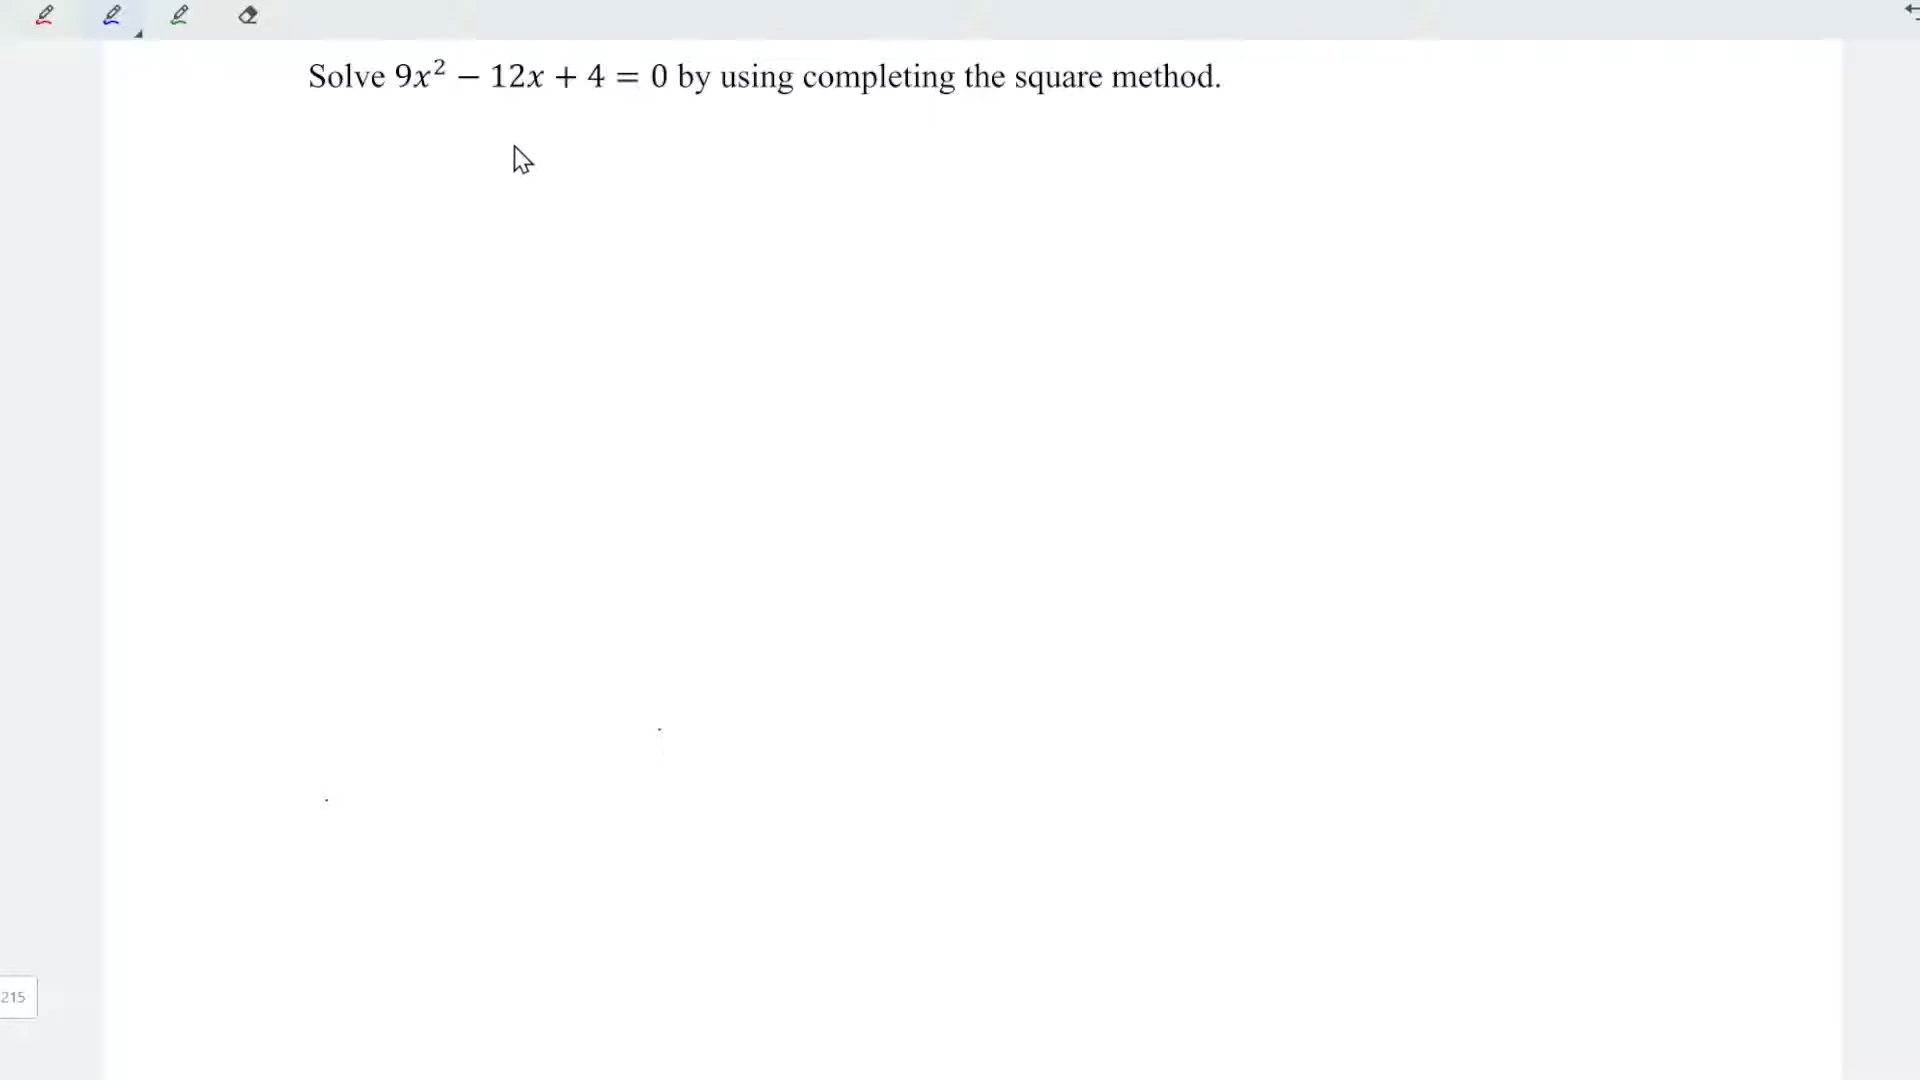 Solve 9x² − 12x + 4 = 0 by using completing the square method.
215